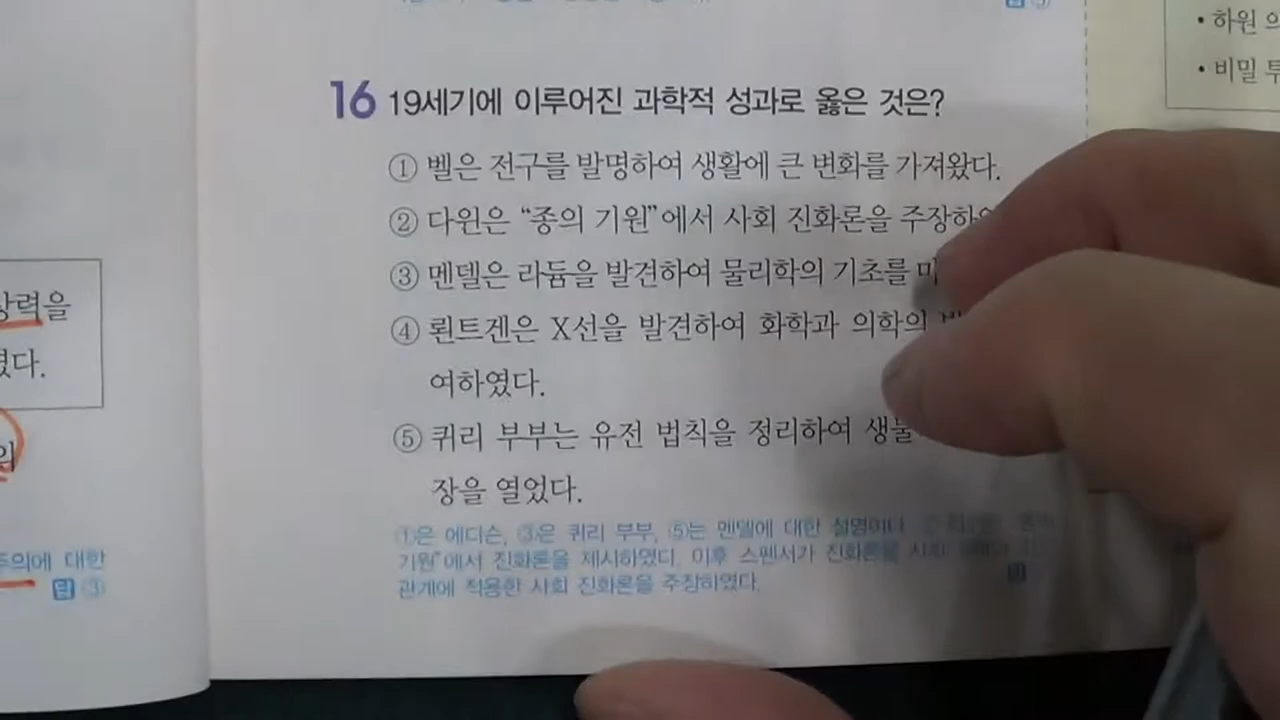 • 하원 의
• 비밀 투
16 19세기에 이루어진 과학적 성과로 옳은 것은?
① 벨은 전구를 발명하여 생활에 큰 변화를 가져왔다.
② 다윈은 “종의 기원”에서 사회 진화론을 주장하
③ 멘델은 라듐을 발견하여 물리학의 기초를 마
④ 뢴트겐은 X선을 발견하여 화학과 의학의
여하였다.
⑤ 퀴리 부부는 유전 법칙을 정리하여 생물
장을 열었다.
①은 에디슨, ③은 퀴리 부부, ⑤는 멘델에 대한 설명이다.
기원”에서 진화론을 제시하였다. 이후 스펜서가 진화론을 사회
관계에 적용한 사회 진화론을 주장하였다.
답
상력을
였다.
의
주의에 대한
답 ③